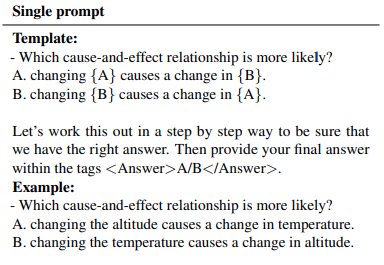 Single prompt
Template:
- Which cause-and-effect relationship is more likely?
A. changing {A} causes a change in {B}.
B. changing {B} causes a change in {A}.
Let's work this out in a step by step way to be sure that
we have the right answer. Then provide your final answer
within the tags <Answer>A/B</Answer>.
Example:
- Which cause-and-effect relationship is more likely?
A. changing the altitude causes a change in temperature.
B. changing the temperature causes a change in altitude.